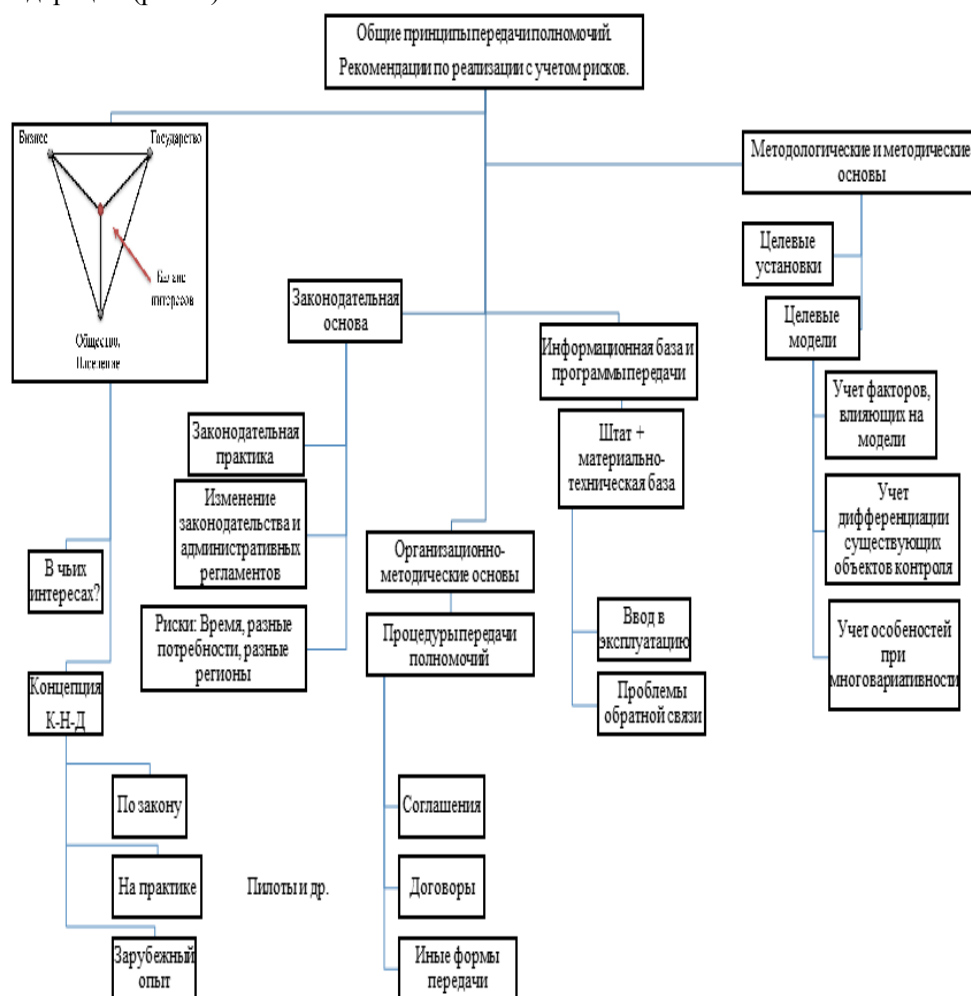 Общие принципы передачи полномочий.
Рекомендации по реализации с учетом рисков.
Бизнес
Государство
интересов
Общество.
Население
Методологические и методические
основы
Целевые
установки
Целевые
модели
Учет факторов,
влияющих на
модели
Учет
дифференциации
существующих
объектов контроля
Учет особеностей
при
многовариативности
Законодательная
основа
Законодательная
практика
Изменение
законодательства и
административных
регламентов
Риски: Время, разные
потребности, разные
регионы
Информационная база и
программы передачи
Штат +
материально-
техническая база
Ввод в
эксплуатацию
Проблемы
обратной связи
Организационно-
методические основы
Процедуры передачи
полномочий
Соглашения
Договоры
Иные формы
передачи
В чьих
интересах?
Концепция
К-Н-Д
По закону
На практике
Пилоты и др.
Зарубежный
опыт